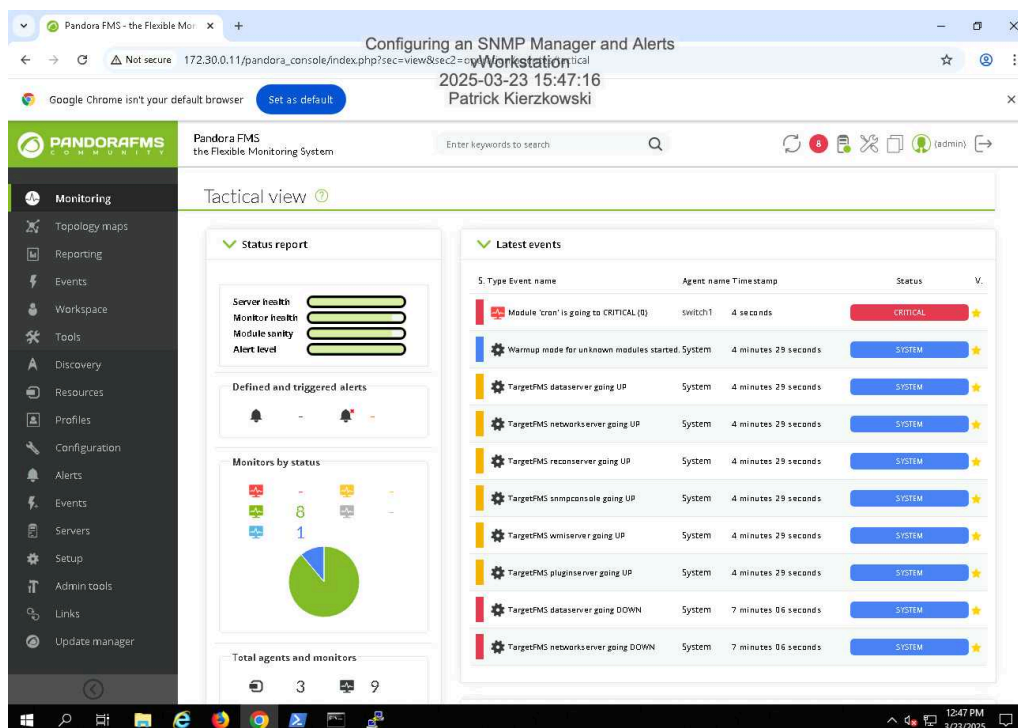 Pandora FMS - the Flexible Mon
Configuring an SNMP Manager and Alerts
Not secure
172.30.0.11/pandora_console/index.php?sec=view&sec2=op
tactical
vWorkstation
2025-03-23 15:47:16
Patrick Kierzkowski
Google Chrome isn't your default browser
Set as default
PANDORAFMS
COMMUNITY
Pandora FMS
the Flexible Monitoring System
Enter keywords to search
8
(admin)
Monitoring
Topology maps
Reporting
Events
Workspace
Tools
Discovery
Resources
Profiles
Configuration
Alerts
Events
Servers
Setup
Admin tools
Links
Update manager
Tactical view
Status report
Server health
Monitor health
Module sanity
Alert level
Defined and triggered alerts
- -
Monitors by status
- -
8 -
1
Total agents and monitors
3 9
Latest events
S. Type Event name Agent name Timestamp Status V.
Module 'cron' is going to CRITICAL (0) switch1 4 seconds CRITICAL
Warmup mode for unknown modules started. System 4 minutes 29 seconds SYSTEM
TargetFMS dataserver going UP System 4 minutes 29 seconds SYSTEM
TargetFMS networkserver going UP System 4 minutes 29 seconds SYSTEM
TargetFMS reconserver going UP System 4 minutes 29 seconds SYSTEM
TargetFMS snmpconsole going UP System 4 minutes 29 seconds SYSTEM
TargetFMS wmiserver going UP System 4 minutes 29 seconds SYSTEM
TargetFMS pluginserver going UP System 4 minutes 29 seconds SYSTEM
TargetFMS dataserver going DOWN System 7 minutes 06 seconds SYSTEM
TargetFMS networkserver going DOWN System 7 minutes 06 seconds SYSTEM
12:47 PM
3/23/2025